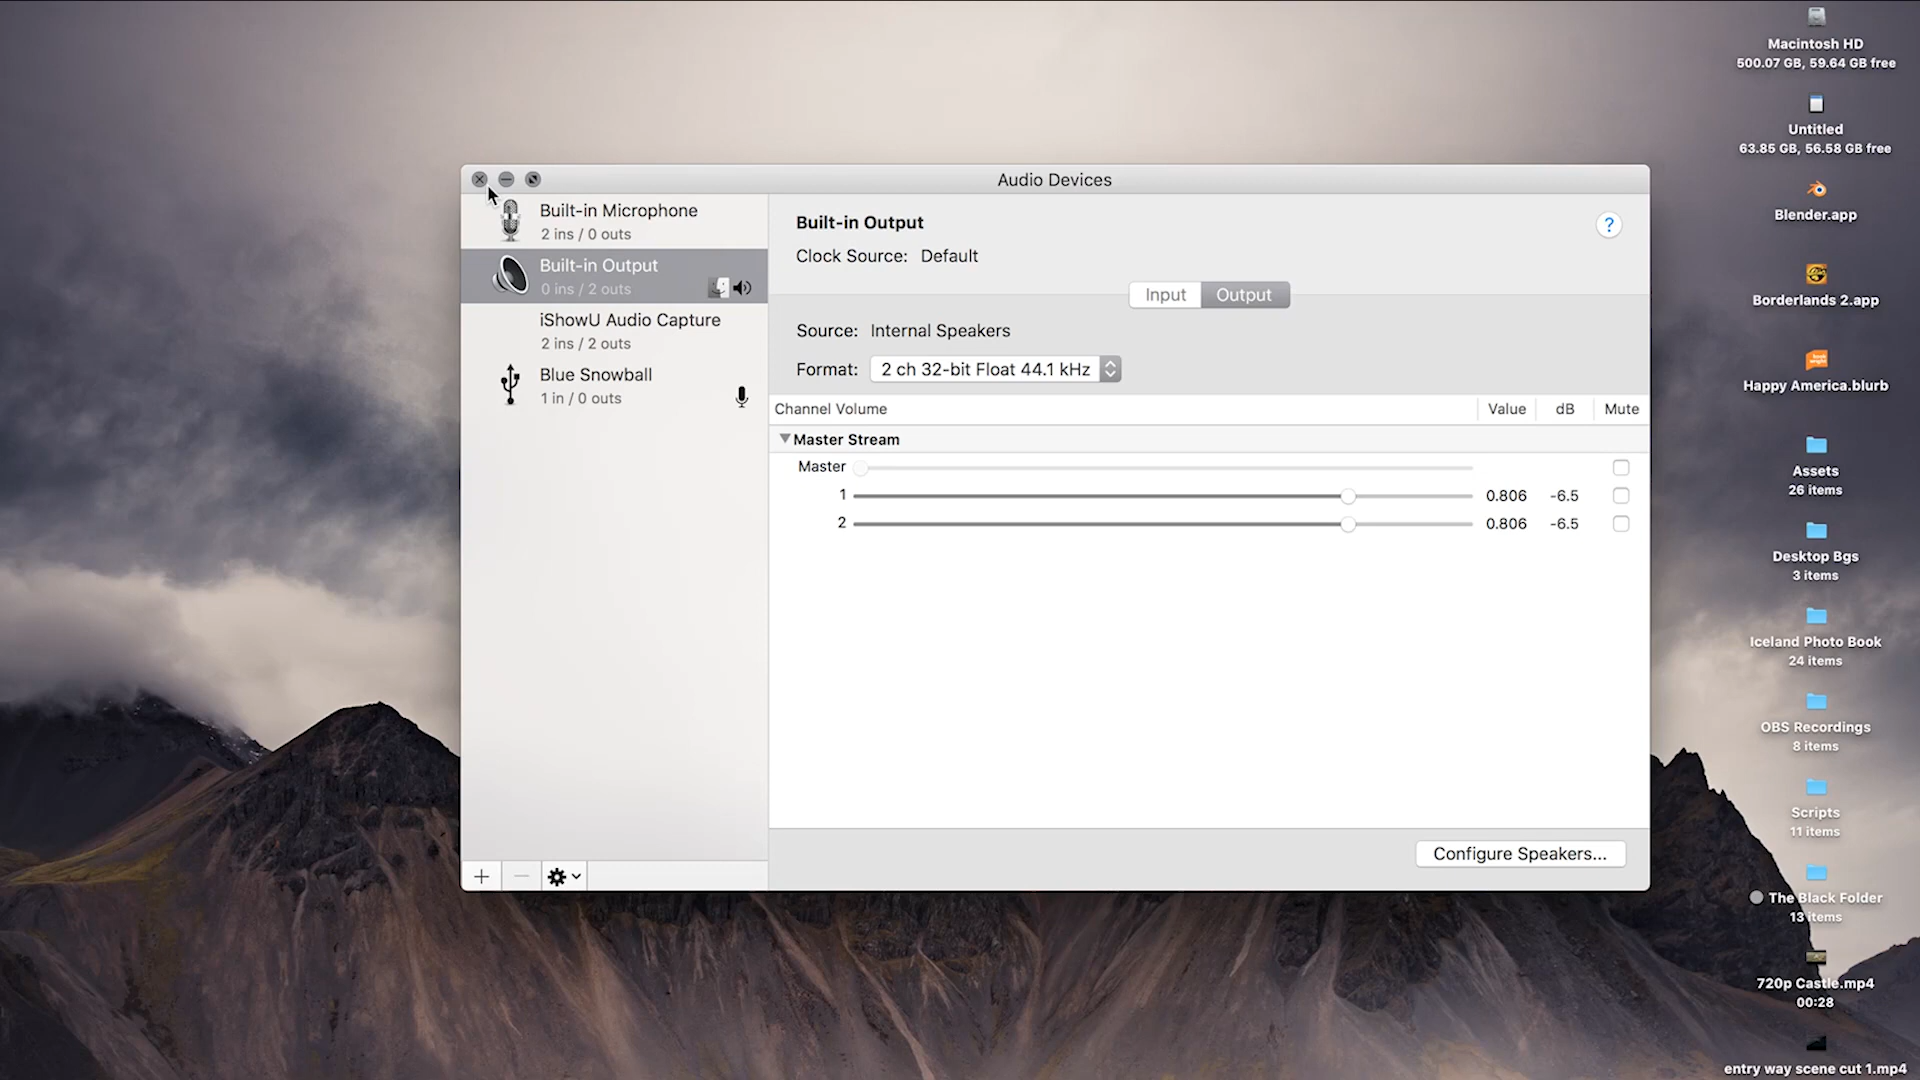 Audio Devices
Built-in Microphone
2 ins / 0 outs
Built-in Output
0 ins / 2 outs
iShowU Audio Capture
2 ins / 2 outs
Blue Snowball
1 in / 0 outs
Built-in Output
?
Clock Source: Default
Input Output
Source: Internal Speakers
Format: 2 ch 32-bit Float 44.1 kHz
Channel Volume Value dB Mute
Master Stream
Master
1 0.806 -6.5
2 0.806 -6.5
Configure Speakers...
Macintosh HD
500.07 GB, 59.64 GB free
Untitled
63.85 GB, 56.58 GB free
Blender.app
Borderlands 2.app
Happy America.blurb
Assets
26 items
Desktop Bgs
3 items
Iceland Photo Book
24 items
OBS Recordings
8 items
Scripts
11 items
The Black Folder
13 items
720p Castle.mp4
00:28
entry way scene cut 1.mp4